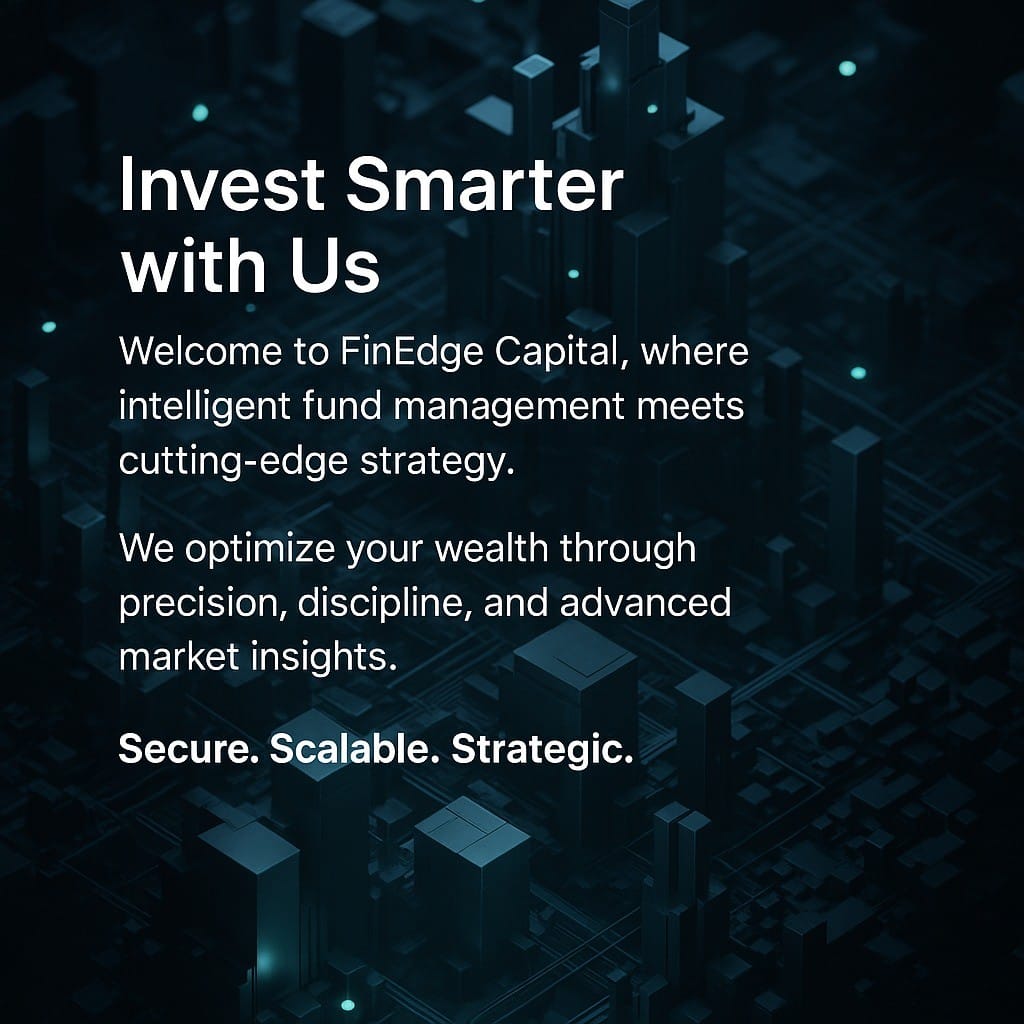 Invest Smarter
with Us
Welcome to FinEdge Capital, where
intelligent fund management meets
cutting-edge strategy.
We optimize your wealth through
precision, discipline, and advanced
market insights.
Secure. Scalable. Strategic.